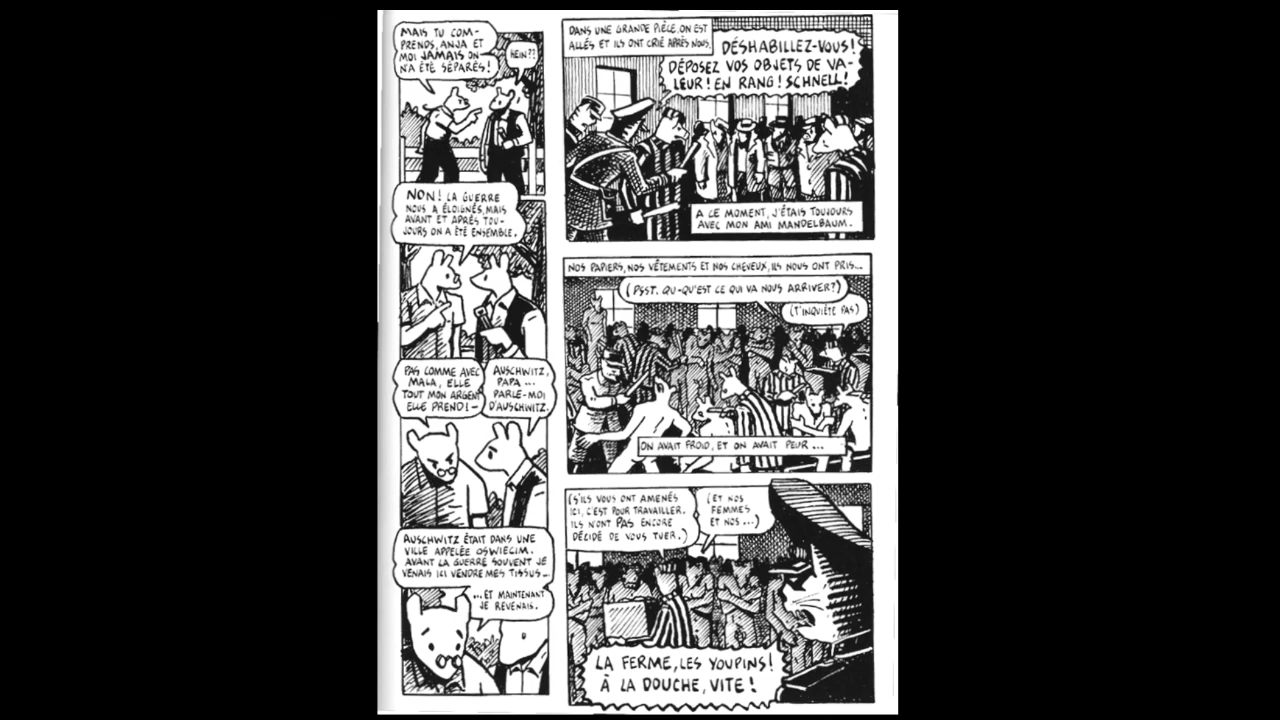 MAIS TU COM-
PRENDS, ANJA ET
MOI JAMAIS ON
N'A ÉTÉ SÉPARÉS!
HEIN??
NON! LA GUERRE
NOUS A ÉLOIGNÉS, MAIS
AVANT ET APRÈS TOU-
JOURS ON A ÉTÉ ENSEMBLE.
PAS COMME AVEC
MALA, ELLE
TOUT MON ARGENT
ELLE PREND!-
AUSCHWITZ,
PAPA...
PARLE-MOI
D'AUSCHWITZ.
AUSCHWITZ ÉTAIT DANS UNE
VILLE APPELÉE OSWIECIM.
AVANT LA GUERRE SOUVENT JE
VENAIS ICI VENDRE MES TISSUS...
...ET MAINTENANT
JE REVENAIS.
DANS UNE GRANDE PIÈCE, ON EST
ALLÉS ET ILS ONT CRIÉ APRÈS NOUS.
DÉSHABILLEZ-VOUS!
DÉPOSEZ VOS OBJETS DE VA-
LEUR! EN RANG! SCHNELL!
A CE MOMENT, J'ÉTAIS TOUJOURS
AVEC MON AMI MANDELBAUM.
NOS PAPIERS, NOS VÊTEMENTS ET NOS CHEVEUX, ILS NOUS ONT PRIS...
(PSST. QU-QU'EST CE QUI VA NOUS ARRIVER?)
(T'INQUIÈTE PAS)
ON AVAIT FROID, ET ON AVAIT PEUR...
(S'ILS VOUS ONT AMENÉS
ICI, C'EST POUR TRAVAILLER.
ILS N'ONT PAS ENCORE
DÉCIDÉ DE VOUS TUER.)
(ET NOS
FEMMES
ET NOS...)
LA FERME, LES YOUPINS!
À LA DOUCHE, VITE!